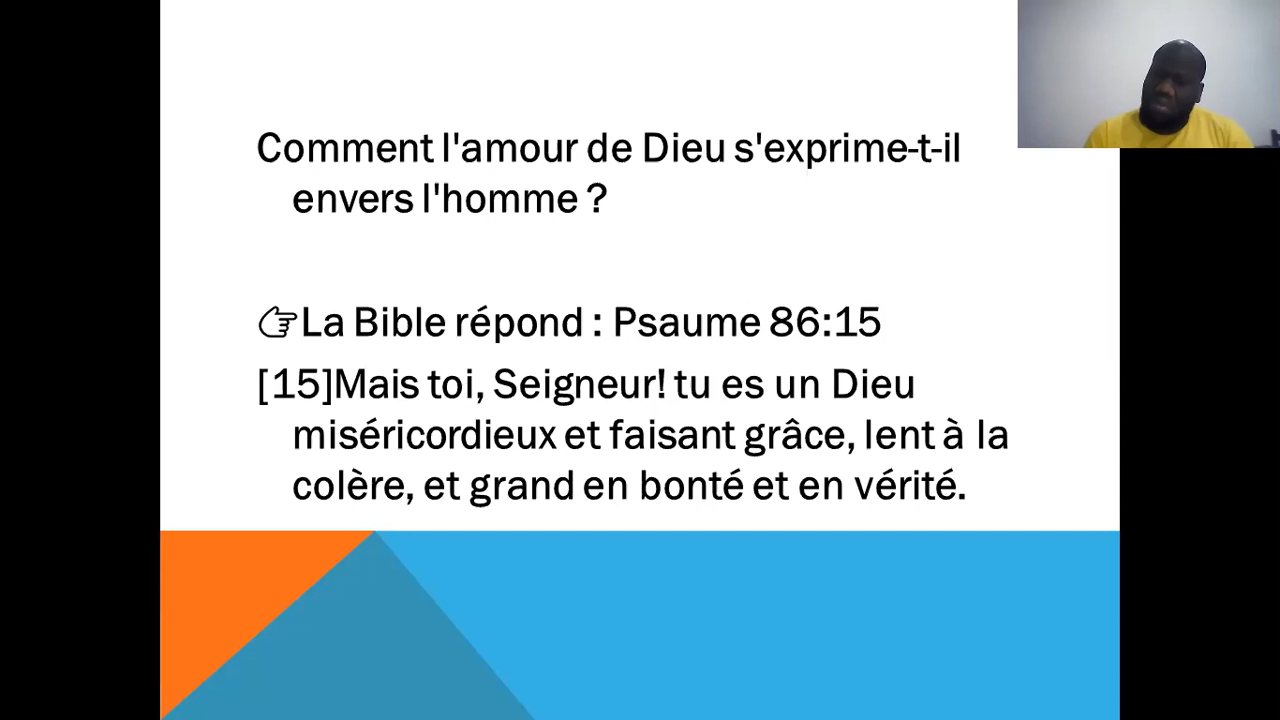 Comment l'amour de Dieu s'exprime-t-il
envers l'homme ?
👉La Bible répond : Psaume 86:15
[15]Mais toi, Seigneur! tu es un Dieu
miséricordieux et faisant grâce, lent à la
colère, et grand en bonté et en vérité.